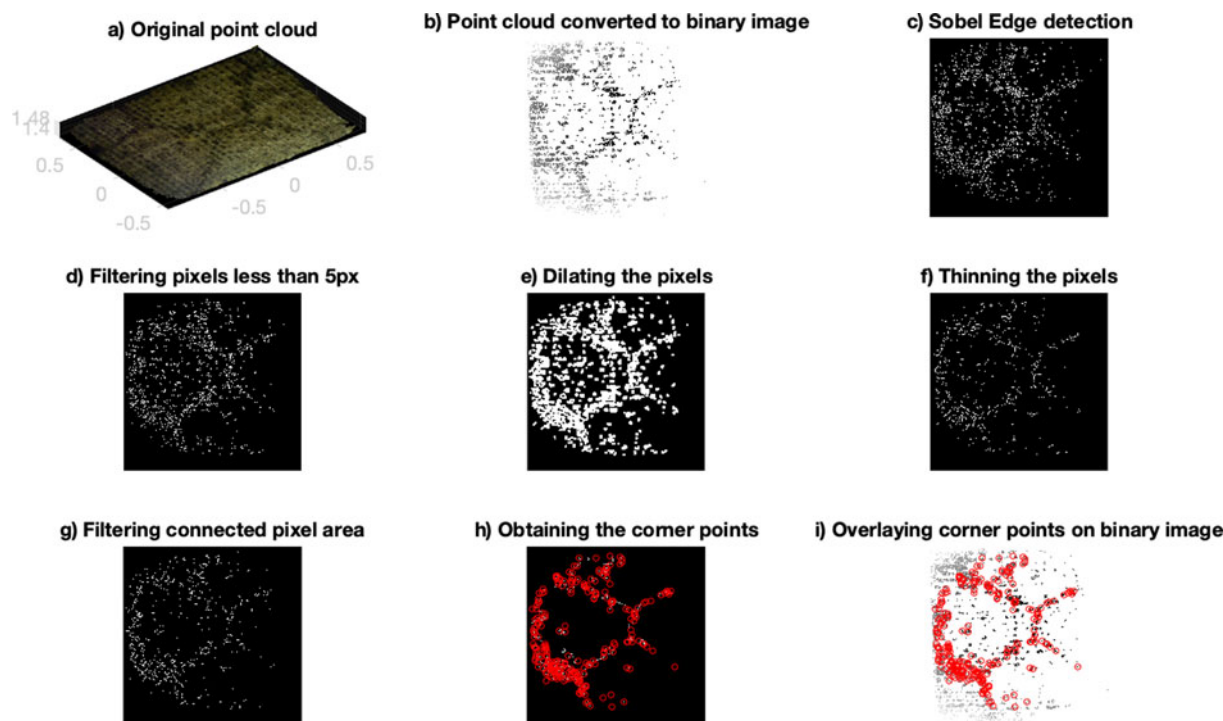 a) Original point cloud
b) Point cloud converted to binary image
c) Sobel Edge detection
1.48
1.4
0.5
0
-0.5
-0.5
0
0.5
d) Filtering pixels less than 5px
e) Dilating the pixels
f) Thinning the pixels
g) Filtering connected pixel area
h) Obtaining the corner points
i) Overlaying corner points on binary image